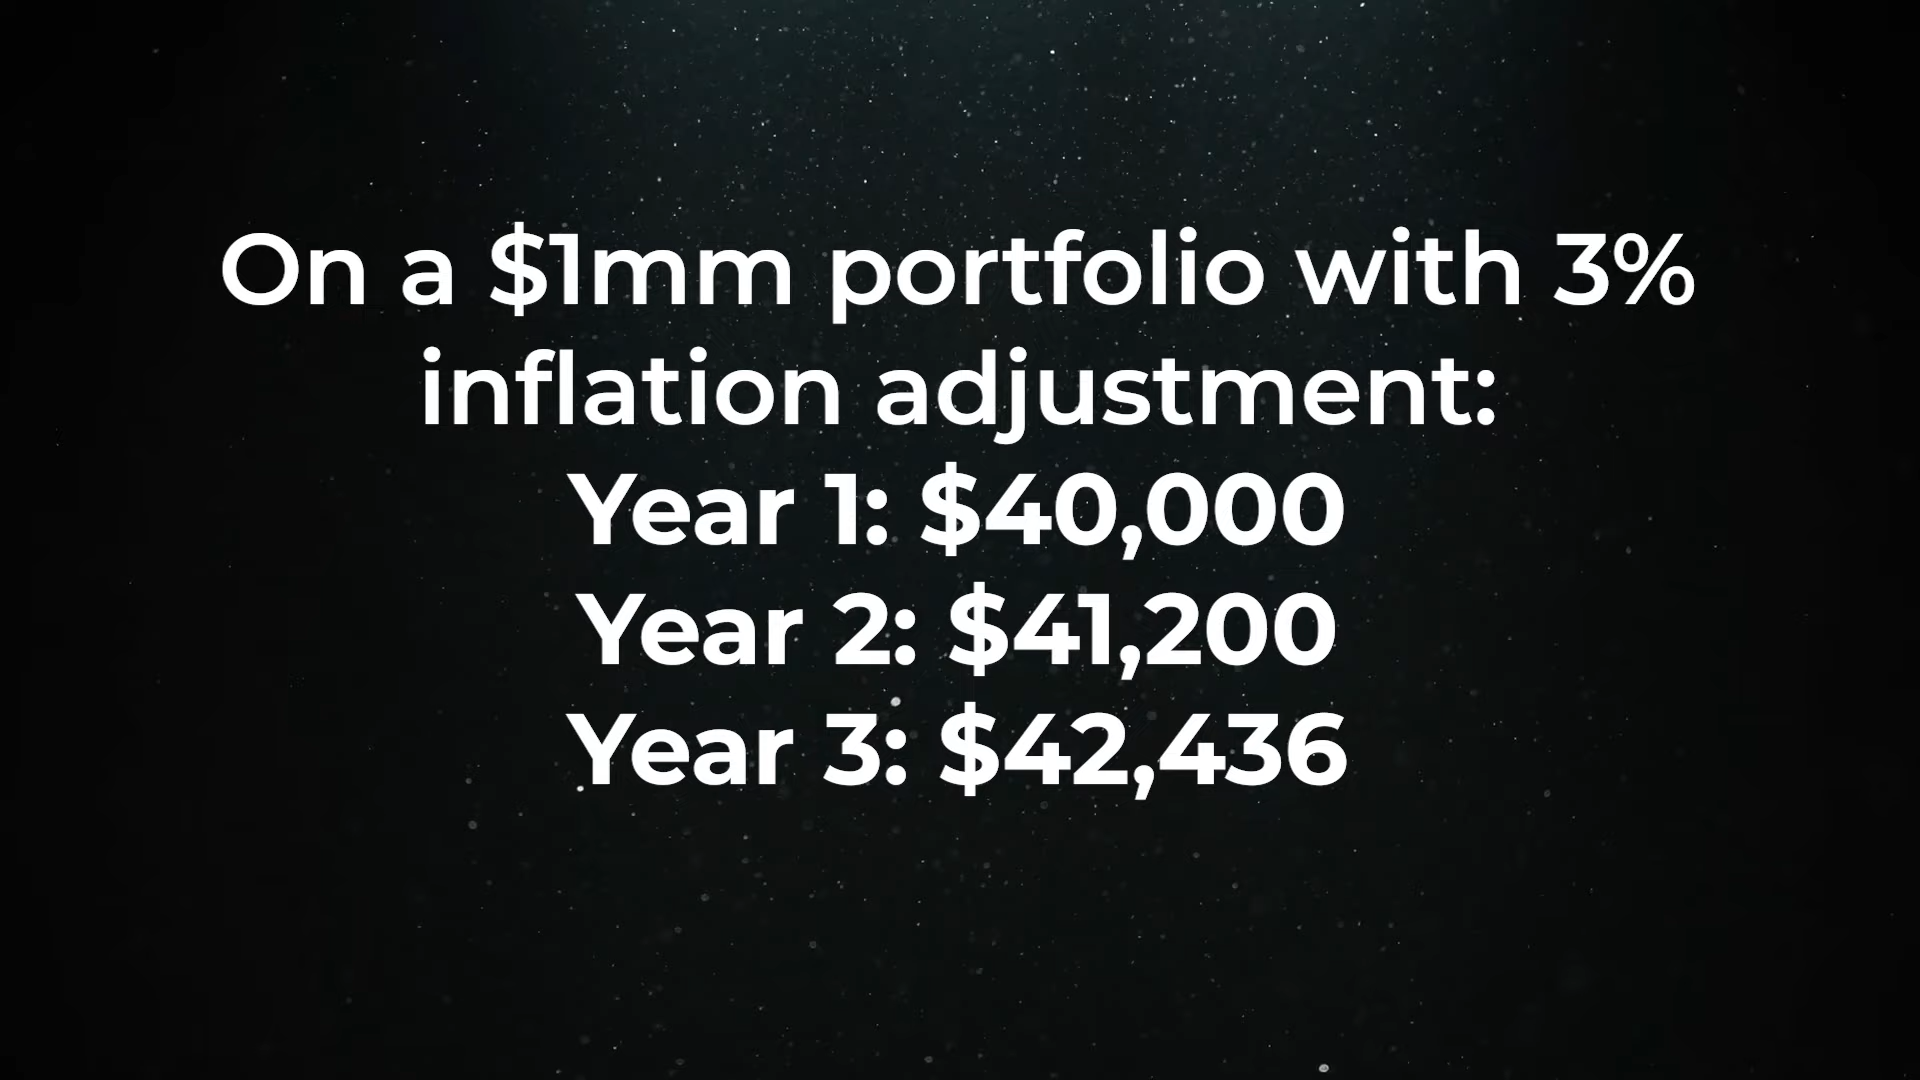 On a $1mm portfolio with 3%
inflation adjustment:
Year 1: $40,000
Year 2: $41,200
Year 3: $42,436